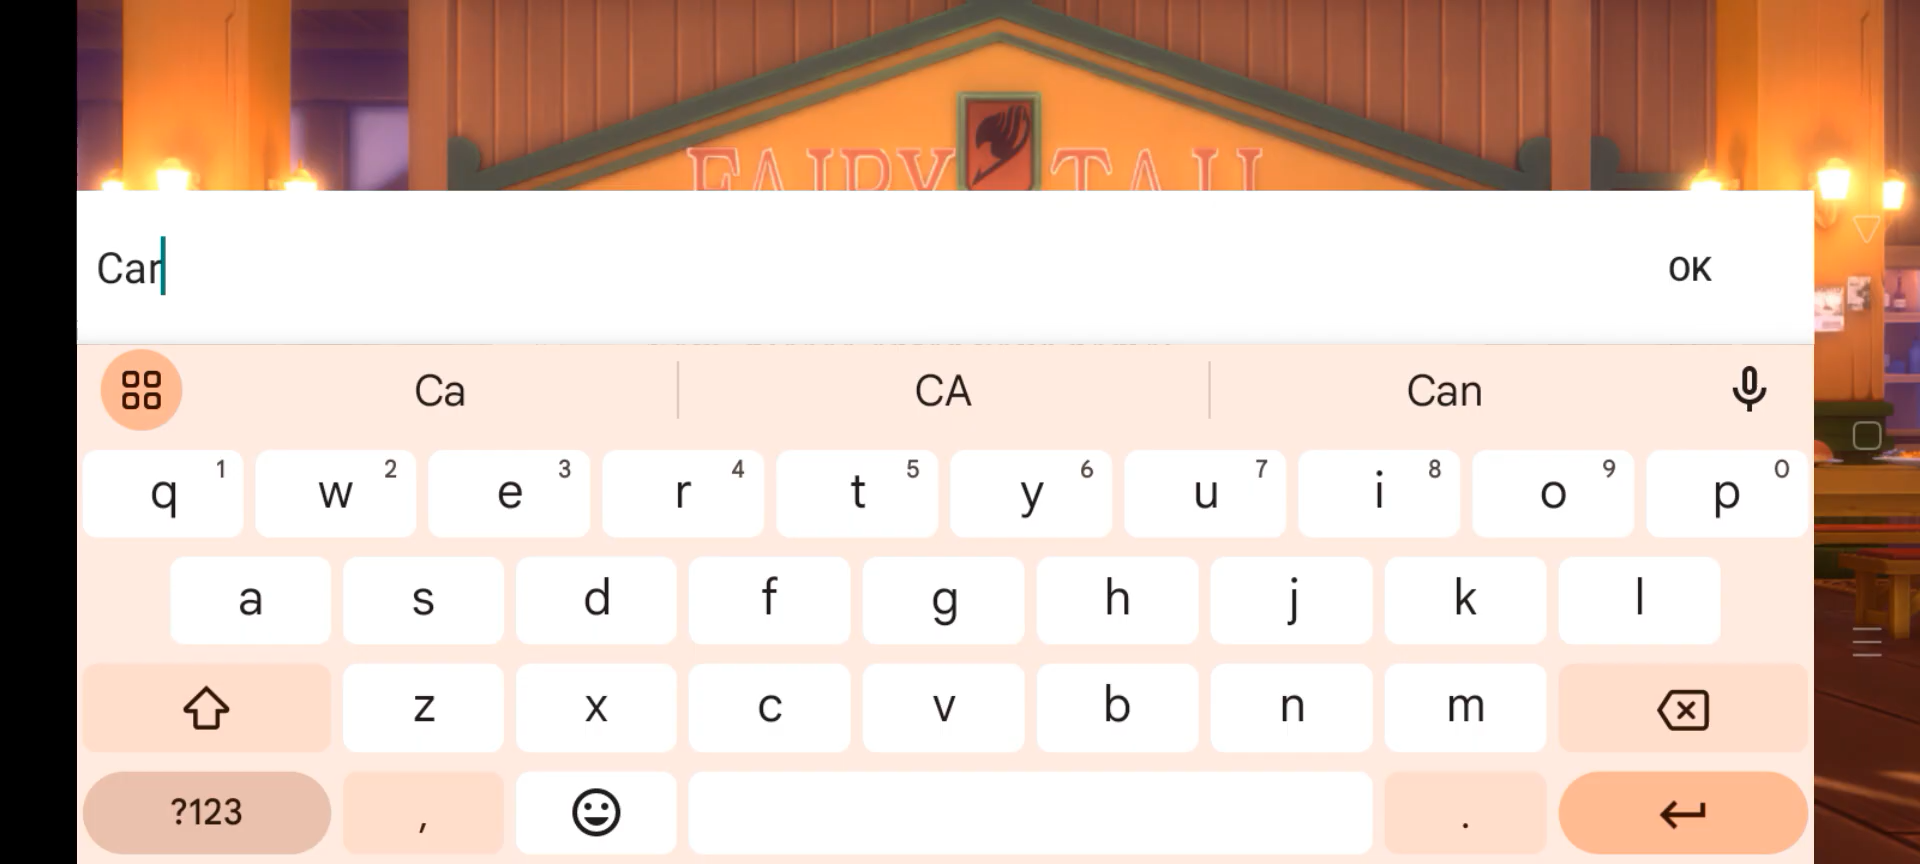 FAIRY TAIL
Car
OK
Ca
CA
Can
q 1 w 2 e 3 r 4 t 5 y 6 u 7 i 8 o 9 p 0
a s d f g h j k l
z x c v b n m
?123 , .